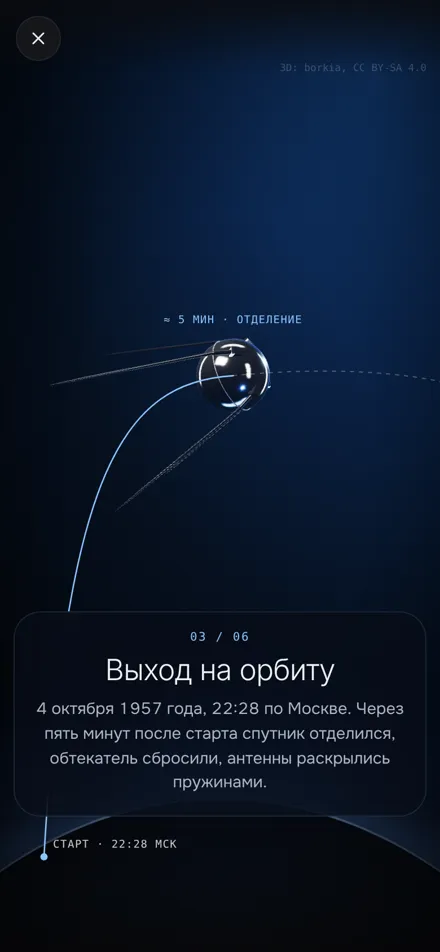 3D: borkia, CC BY-SA 4.0
≈ 5 МИН · ОТДЕЛЕНИЕ
03 / 06
Выход на орбиту
4 октября 1957 года, 22:28 по Москве. Через
пять минут после старта спутник отделился,
обтекатель сбросили, антенны раскрылись
пружинами.
СТАРТ · 22:28 МСК